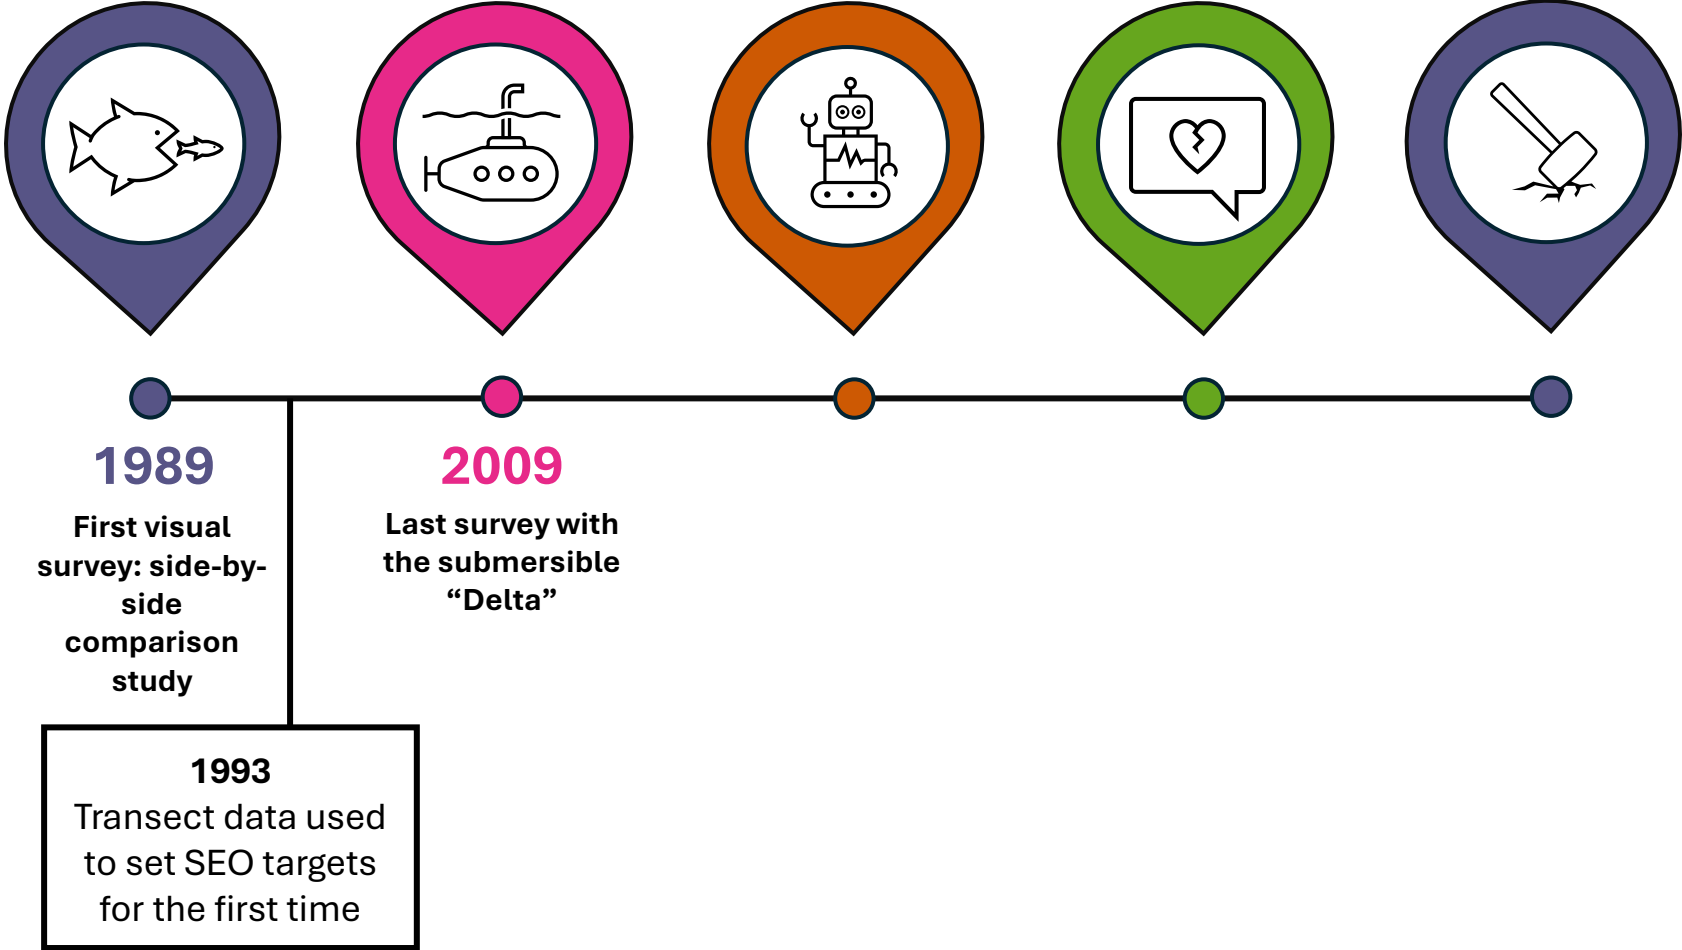 1989
First visual
survey: side-by-
side
comparison
study
2009
Last survey with
the submersible
“Delta”
1993
Transect data used
to set SEO targets
for the first time